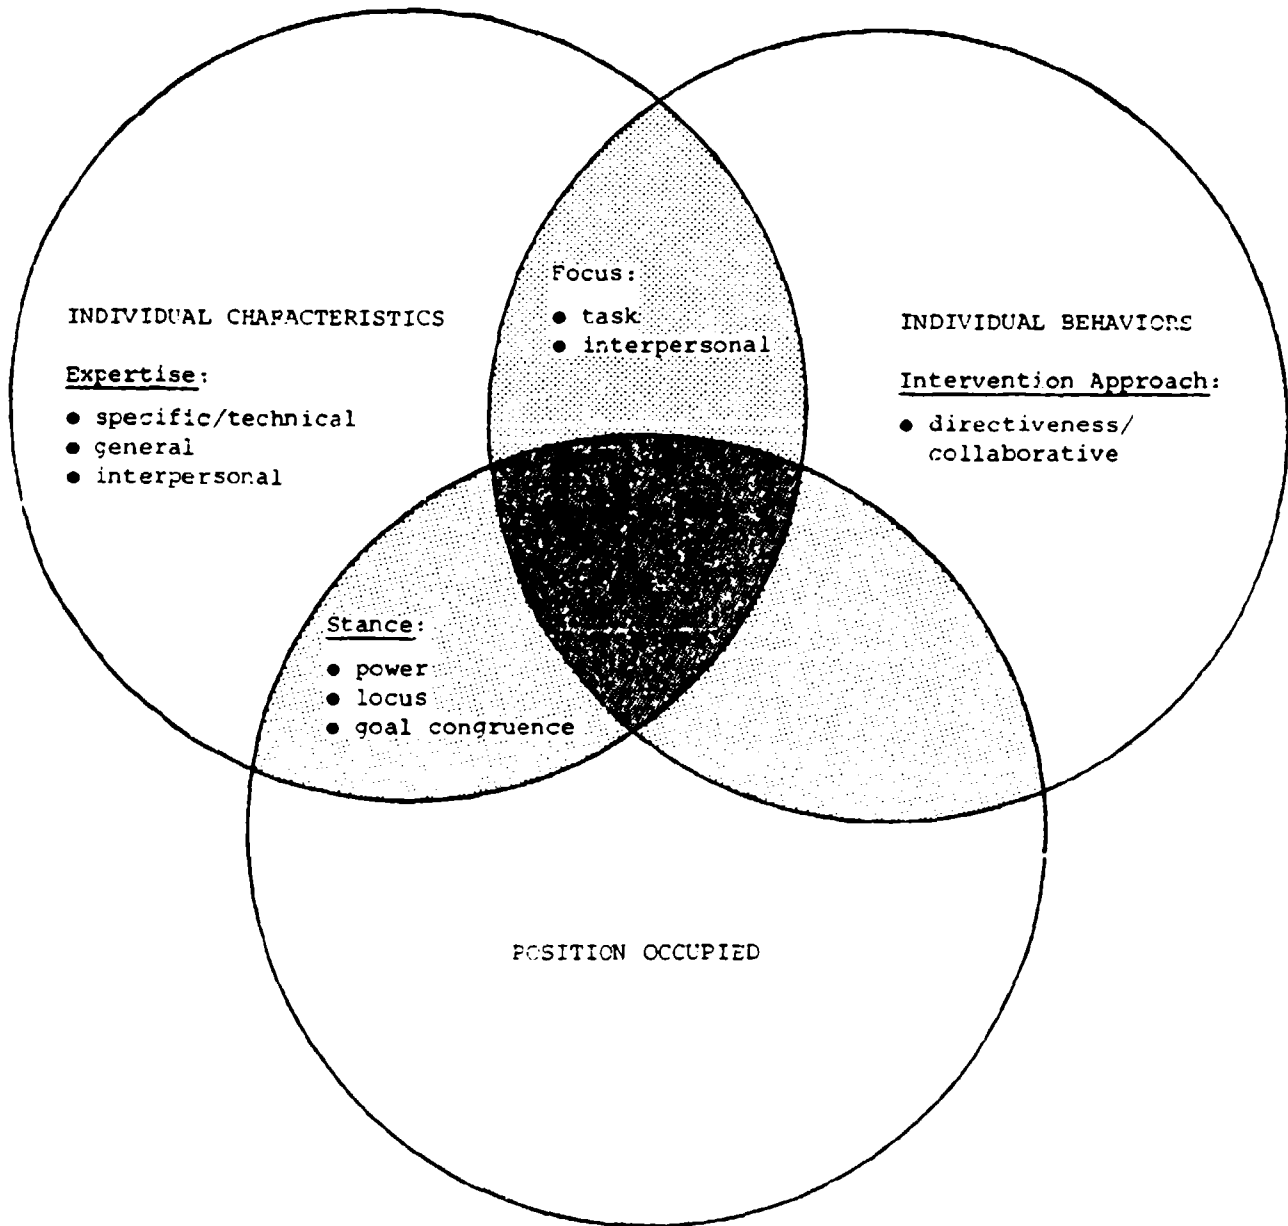 Focus:
● task
● interpersonal
INDIVIDUAL CHARACTERISTICS
Expertise:
● specific/technical
● general
● interpersonal
INDIVIDUAL BEHAVIORS
Intervention Approach:
● directiveness/
collaborative
Stance:
● power
● locus
● goal congruence
POSITION OCCUPIED